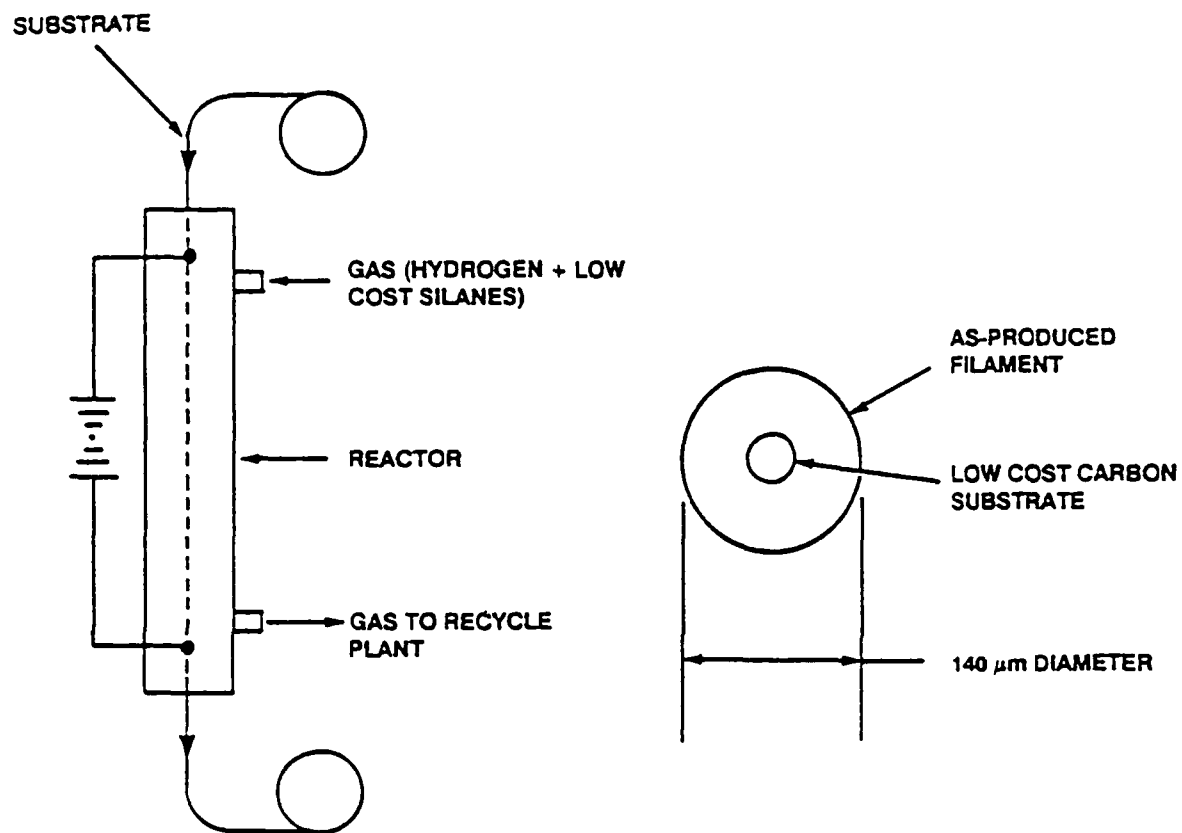 SUBSTRATE
GAS (HYDROGEN + LOW
COST SILANES)
REACTOR
GAS TO RECYCLE
PLANT
AS-PRODUCED
FILAMENT
LOW COST CARBON
SUBSTRATE
140 μm DIAMETER